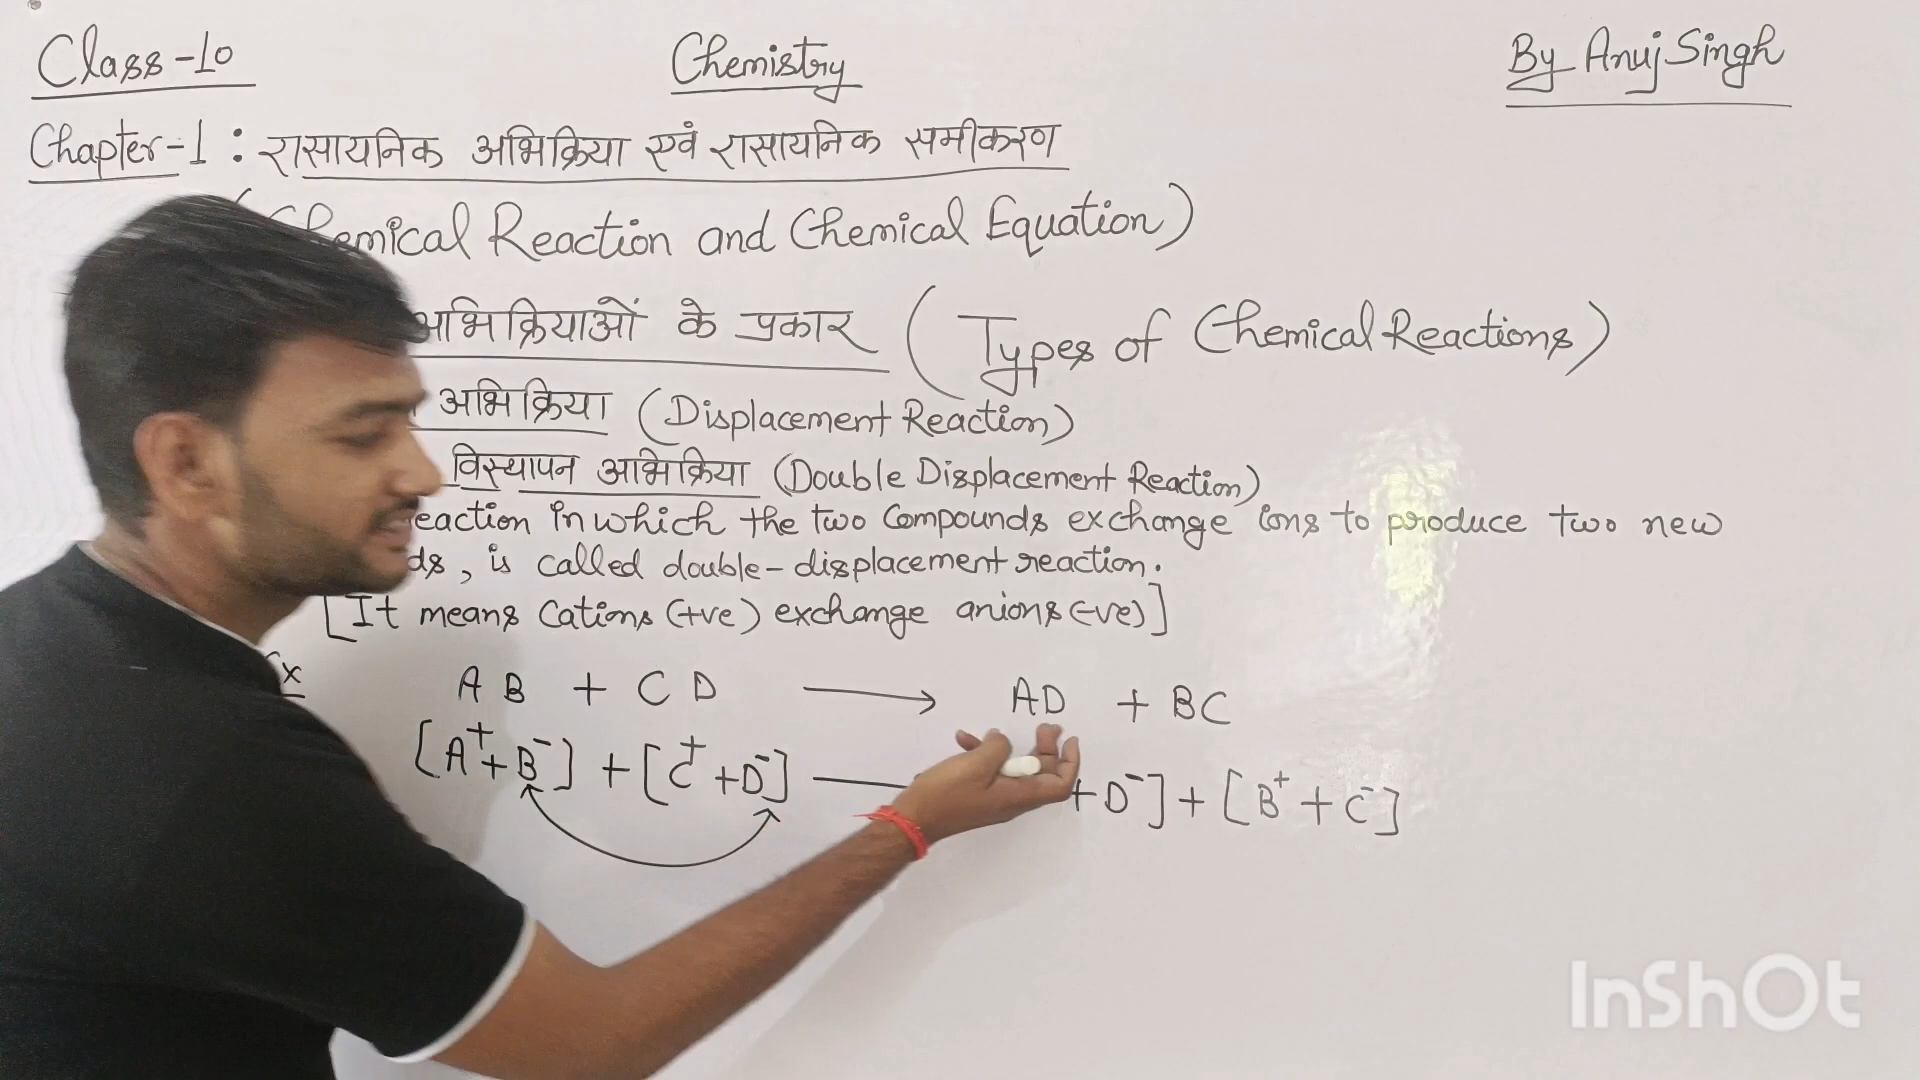 Class-10 Chemistry By Anuj Singh
Chapter-1 : रासायनिक अभिक्रिया एवं रासायनिक समीकरण
(Chemical Reaction and Chemical Equation)
अभिक्रियाओं के प्रकार (Types of Chemical Reactions)
अभिक्रिया (Displacement Reaction)
विस्थापन अभिक्रिया (Double Displacement Reaction)
reaction in which the two Compounds exchange ions to produce two new
ds, is called double-displacement reaction.
[It means Cations (+ve) exchange anions (-ve)]
Ex A B + C D ⟶ AD + BC
[A⁺+B⁻] + [C⁺+D⁻] ⟶ +D⁻] + [B⁺ + C⁻]
InShOt